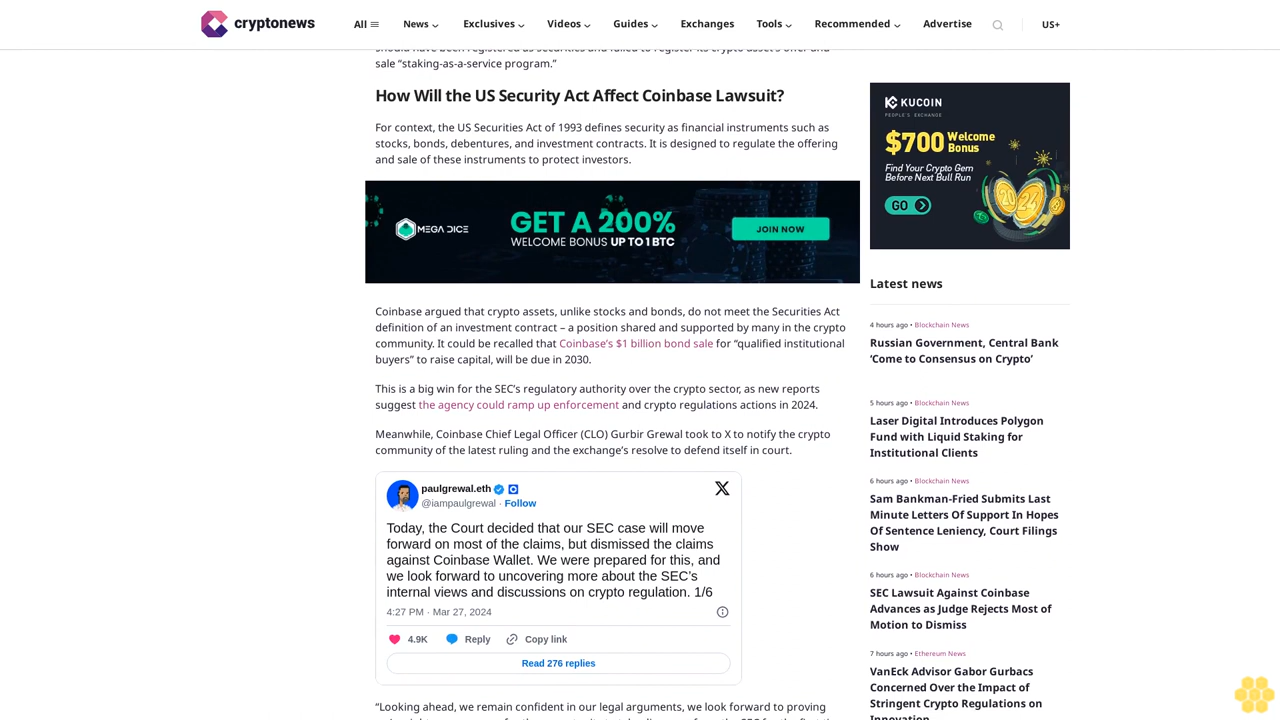 cryptonews
All
News
Exclusives
Videos
Guides
Exchanges
Tools
Recommended
Advertise
US+
should have been registered as securities and failed to register its crypto asset's offer and
sale “staking-as-a-service program.”
How Will the US Security Act Affect Coinbase Lawsuit?
For context, the US Securities Act of 1993 defines security as financial instruments such as
stocks, bonds, debentures, and investment contracts. It is designed to regulate the offering
and sale of these instruments to protect investors.
MEGA DICE
GET A 200%
WELCOME BONUS UP TO 1 BTC
JOIN NOW
Coinbase argued that crypto assets, unlike stocks and bonds, do not meet the Securities Act
definition of an investment contract – a position shared and supported by many in the crypto
community. It could be recalled that Coinbase’s $1 billion bond sale for “qualified institutional
buyers” to raise capital, will be due in 2030.
This is a big win for the SEC’s regulatory authority over the crypto sector, as new reports
suggest the agency could ramp up enforcement and crypto regulations actions in 2024.
Meanwhile, Coinbase Chief Legal Officer (CLO) Gurbir Grewal took to X to notify the crypto
community of the latest ruling and the exchange’s resolve to defend itself in court.
paulgrewal.eth
@iampaulgrewal · Follow
Today, the Court decided that our SEC case will move
forward on most of the claims, but dismissed the claims
against Coinbase Wallet. We were prepared for this, and
we look forward to uncovering more about the SEC’s
internal views and discussions on crypto regulation. 1/6
4:27 PM · Mar 27, 2024
4.9K
Reply
Copy link
Read 276 replies
“Looking ahead, we remain confident in our legal arguments, we look forward to proving
KUCOIN
PEOPLE'S EXCHANGE
$700 Welcome
Bonus
Find Your Crypto Gem
Before Next Bull Run
GO
2024
Latest news
4 hours ago • Blockchain News
Russian Government, Central Bank
‘Come to Consensus on Crypto’
5 hours ago • Blockchain News
Laser Digital Introduces Polygon
Fund with Liquid Staking for
Institutional Clients
6 hours ago • Blockchain News
Sam Bankman-Fried Submits Last
Minute Letters Of Support In Hopes
Of Sentence Leniency, Court Filings
Show
6 hours ago • Blockchain News
SEC Lawsuit Against Coinbase
Advances as Judge Rejects Most of
Motion to Dismiss
7 hours ago • Ethereum News
VanEck Advisor Gabor Gurbacs
Concerned Over the Impact of
Stringent Crypto Regulations on
Innovation